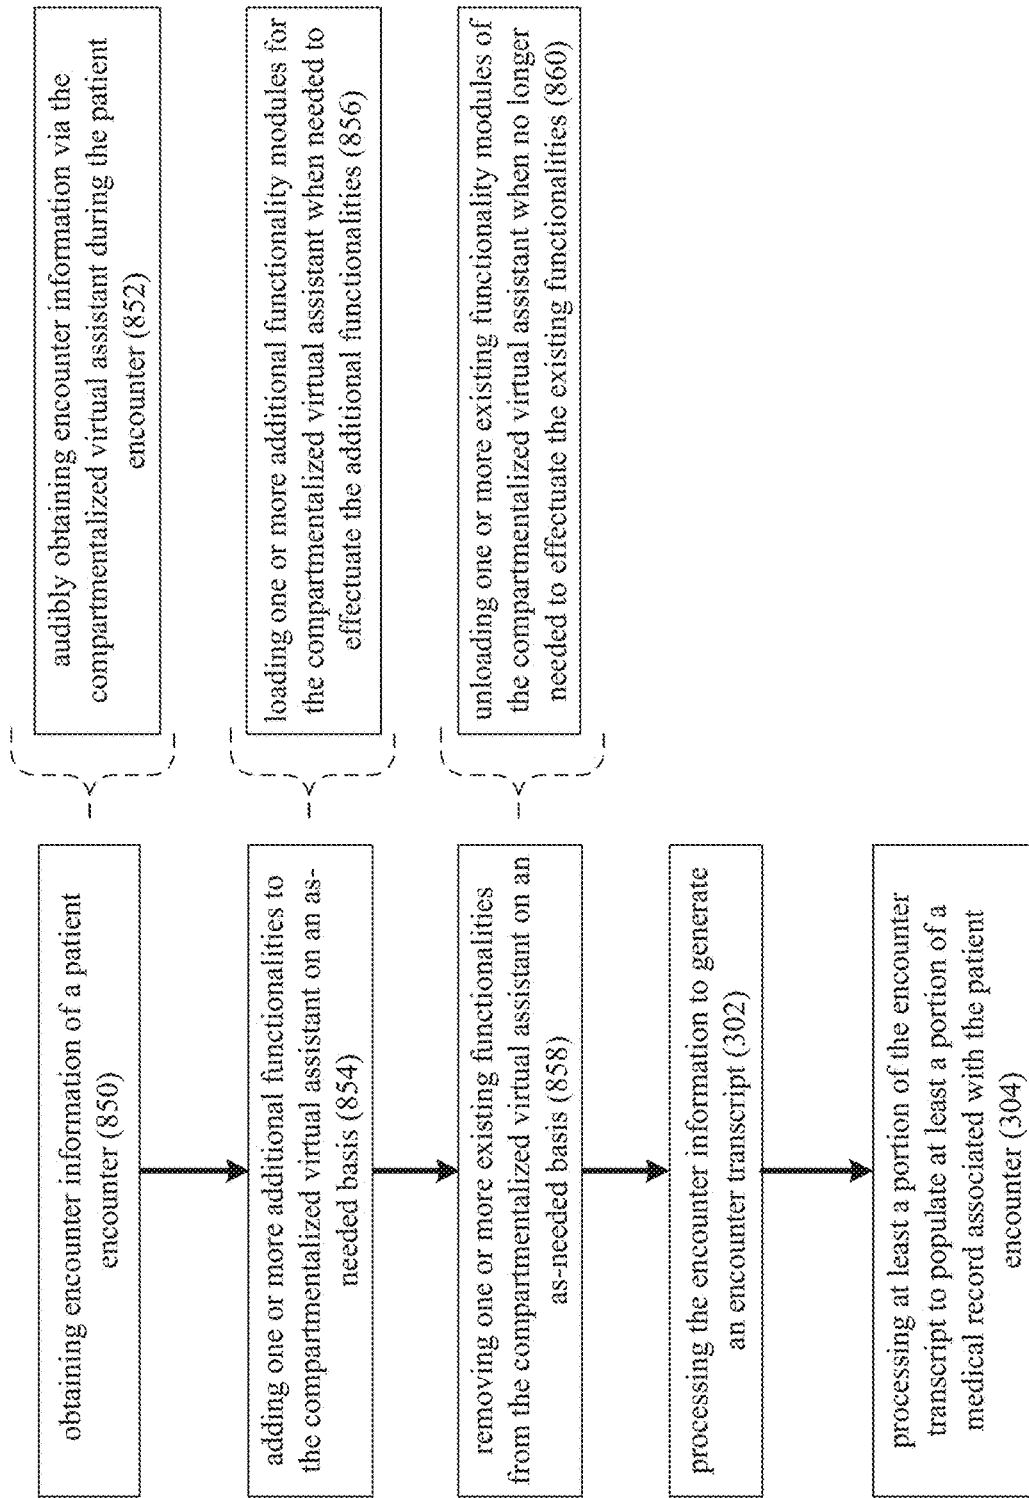 obtaining encounter information of a patient
encounter (850)
audibly obtaining encounter information via the
compartmentalized virtual assistant during the patient
encounter (852)
adding one or more additional functionalities to
the compartmentalized virtual assistant on an as-
needed basis (854)
loading one or more additional functionality modules for
the compartmentalized virtual assistant when needed to
effectuate the additional functionalities (856)
removing one or more existing functionalities
from the compartmentalized virtual assistant on an
as-needed basis (858)
unloading one or more existing functionality modules of
the compartmentalized virtual assistant when no longer
needed to effectuate the existing functionalities (860)
processing the encounter information to generate
an encounter transcript (302)
processing at least a portion of the encounter
transcript to populate at least a portion of a
medical record associated with the patient
encounter (304)